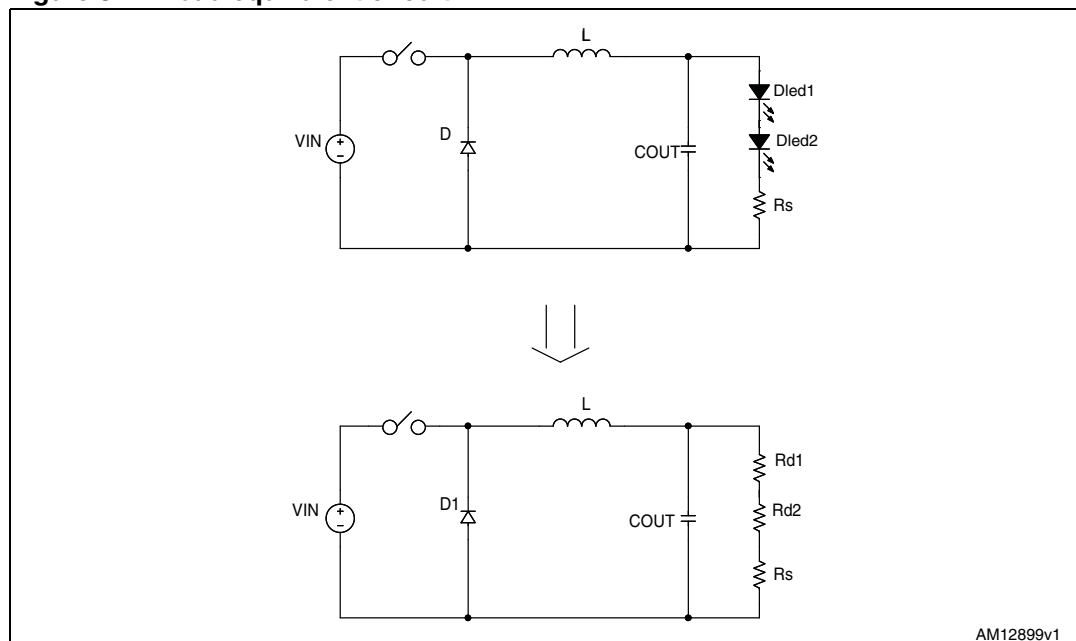 L
Dled1
D
VIN
+
−
COUT
Dled2
Rs
L
Rd1
D1
VIN
+
−
COUT
Rd2
Rs
AM12899v1